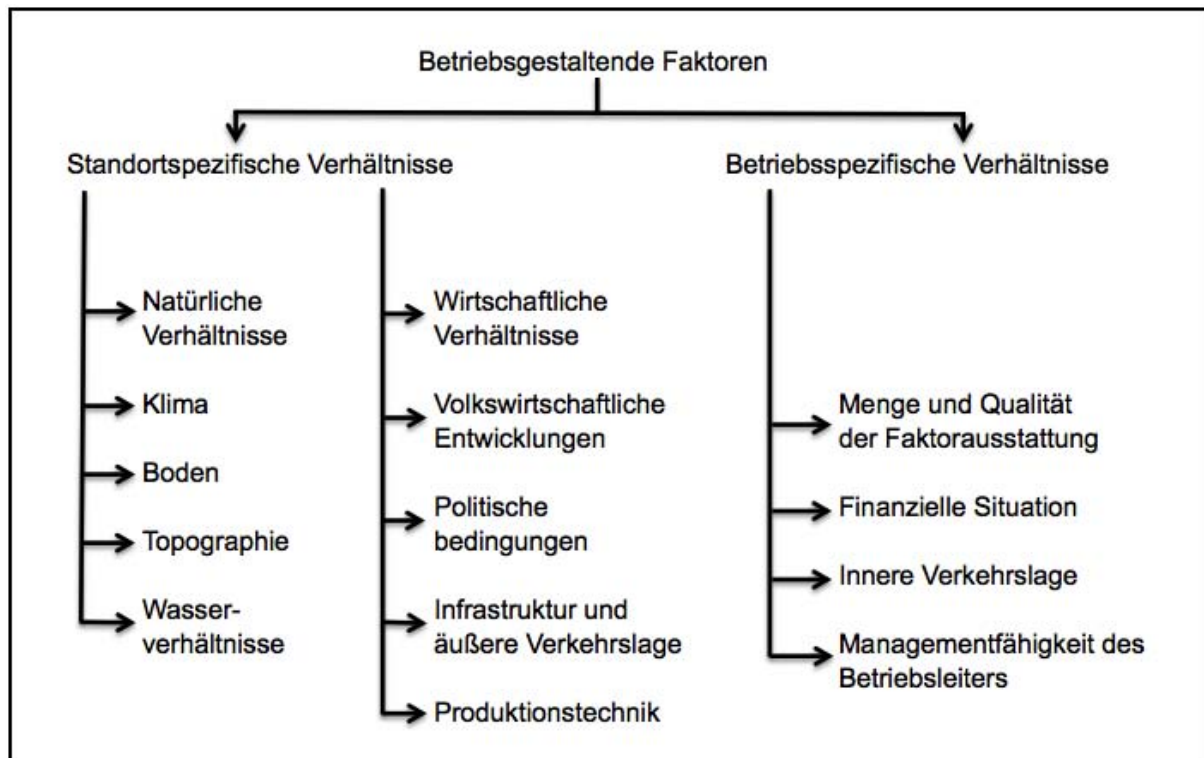 Betriebsgestaltende Faktoren
Standortspezifische Verhältnisse
Betriebsspezifische Verhältnisse
Natürliche
Verhältnisse
Klima
Boden
Topographie
Wasser-
verhältnisse
Wirtschaftliche
Verhältnisse
Volkswirtschaftliche
Entwicklungen
Politische
bedingungen
Infrastruktur und
äußere Verkehrslage
Produktionstechnik
Menge und Qualität
der Faktorausstattung
Finanzielle Situation
Innere Verkehrslage
Managementfähigkeit des
Betriebsleiters